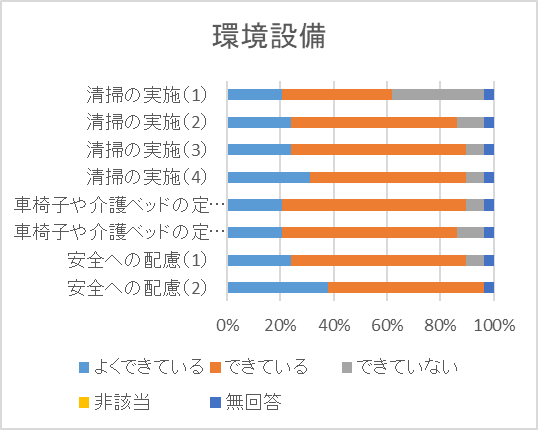 環境設備
清掃の実施(1)
清掃の実施(2)
清掃の実施(3)
清掃の実施(4)
車椅子や介護ベッドの定…
車椅子や介護ベッドの定…
安全への配慮(1)
安全への配慮(2)
0% 20% 40% 60% 80% 100%
よくできている できている できていない
非該当 無回答